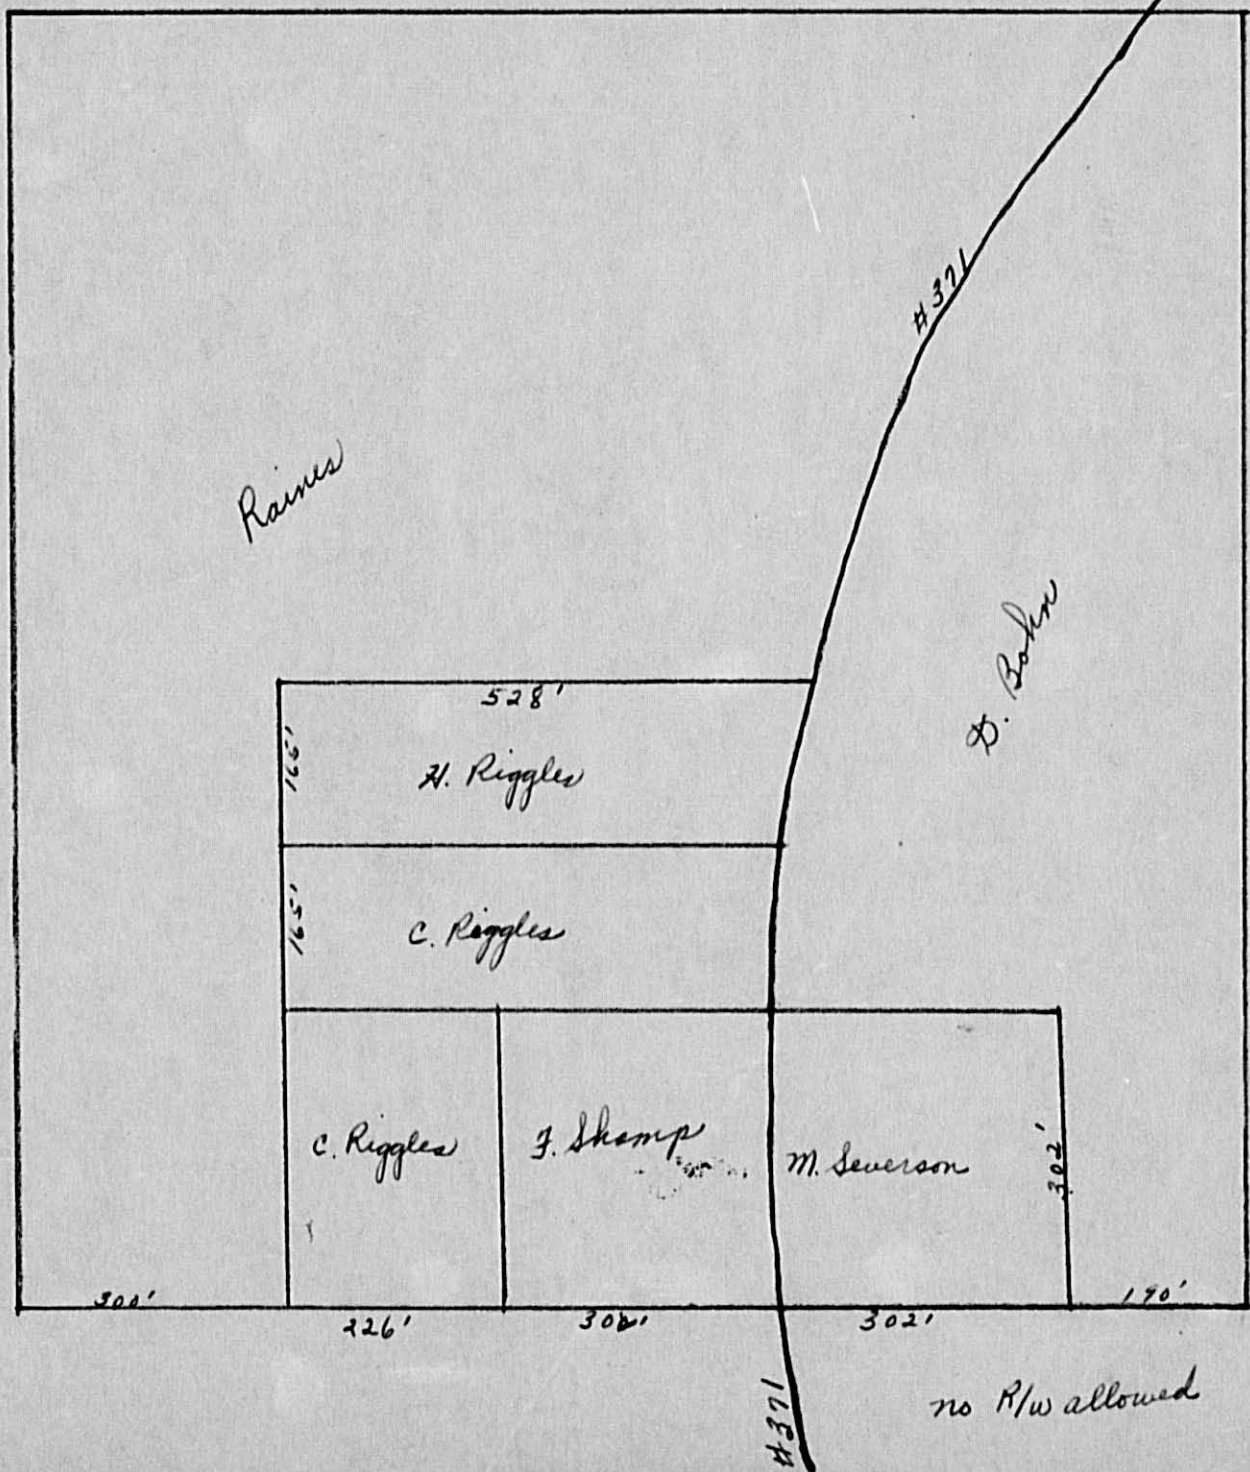 #371
Raines
D. Bohn
528'
165'
H. Riggles
165'
C. Riggles
C. Riggles
F. Shamp
M. Severson
302'
300'
190'
226'
302'
#371
no R/w allowed